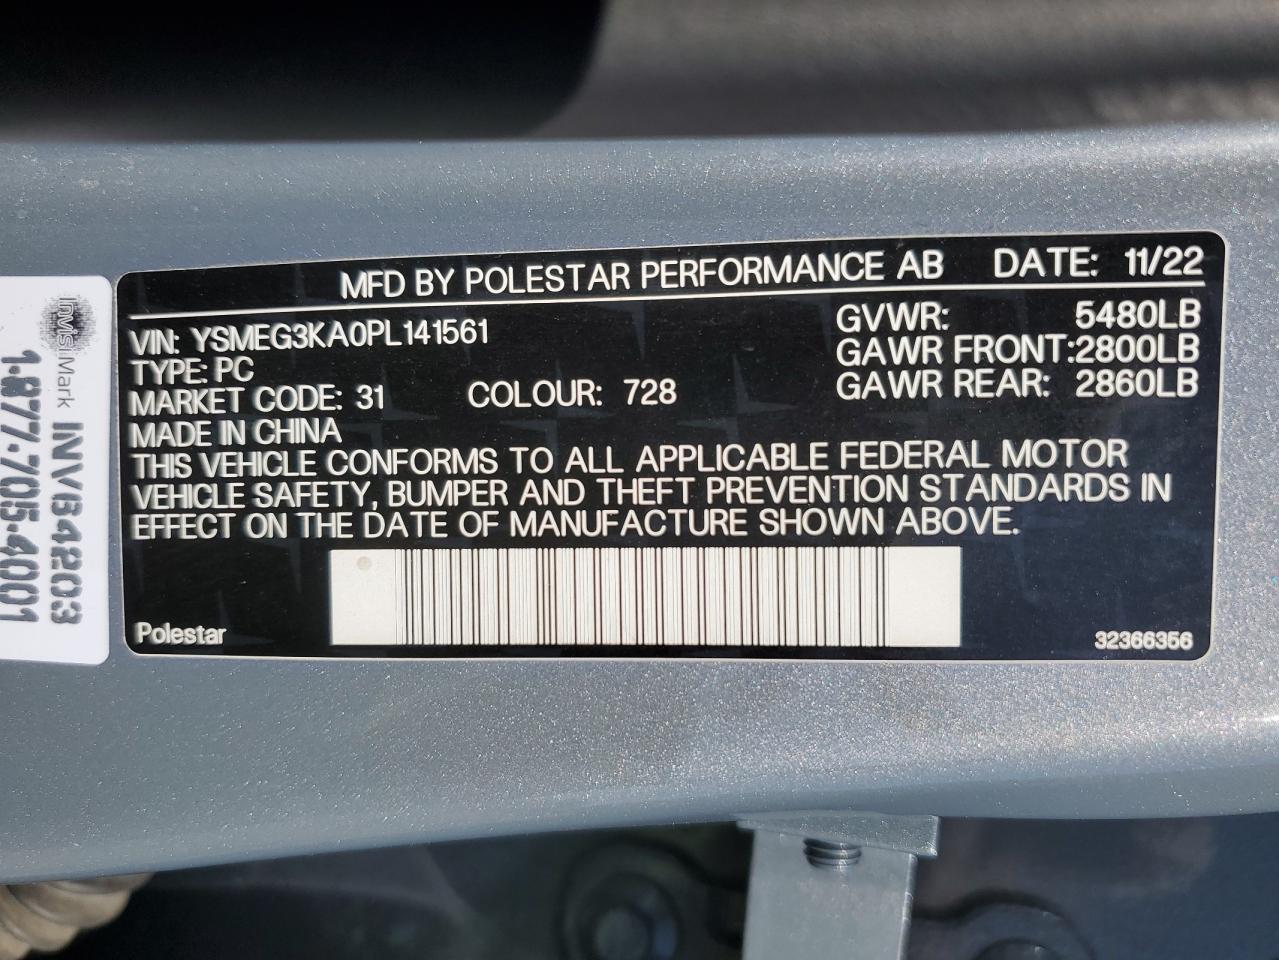 MFD BY POLESTAR PERFORMANCE AB DATE: 11/22
VIN: YSMEG3KA0PL141561
GVWR: 5480LB
TYPE: PC
GAWR FRONT: 2800LB
MARKET CODE: 31 COLOUR: 728
GAWR REAR: 2860LB
MADE IN CHINA
THIS VEHICLE CONFORMS TO ALL APPLICABLE FEDERAL MOTOR
VEHICLE SAFETY, BUMPER AND THEFT PREVENTION STANDARDS IN
EFFECT ON THE DATE OF MANUFACTURE SHOWN ABOVE.
Polestar
32366356
InvisiMark INV64203
1-877-705-4001